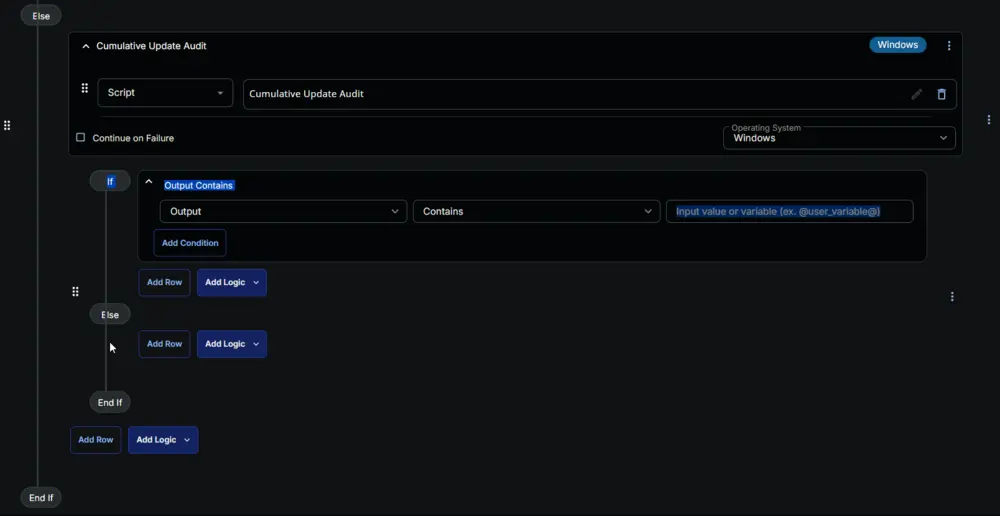 Else
Cumulative Update Audit
Windows
Script
Cumulative Update Audit
Continue on Failure
Operating System
Windows
If
Output Contains
Output
Contains
Input value or variable (ex. @user_variable@)
Add Condition
Add Row
Add Logic
Else
Add Row
Add Logic
End If
Add Row
Add Logic
End If